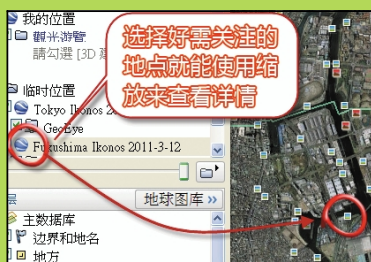 我的位置
觀光游覽
請勾選 [3D
选择好需关注的
地点就能使用缩
放来查看详情
临时位置
Tokyo Ikonos 2
GeoEye
Fukushima Ikonos 2011-3-12
层
地球图库 »
主数据库
边界和地名
地方